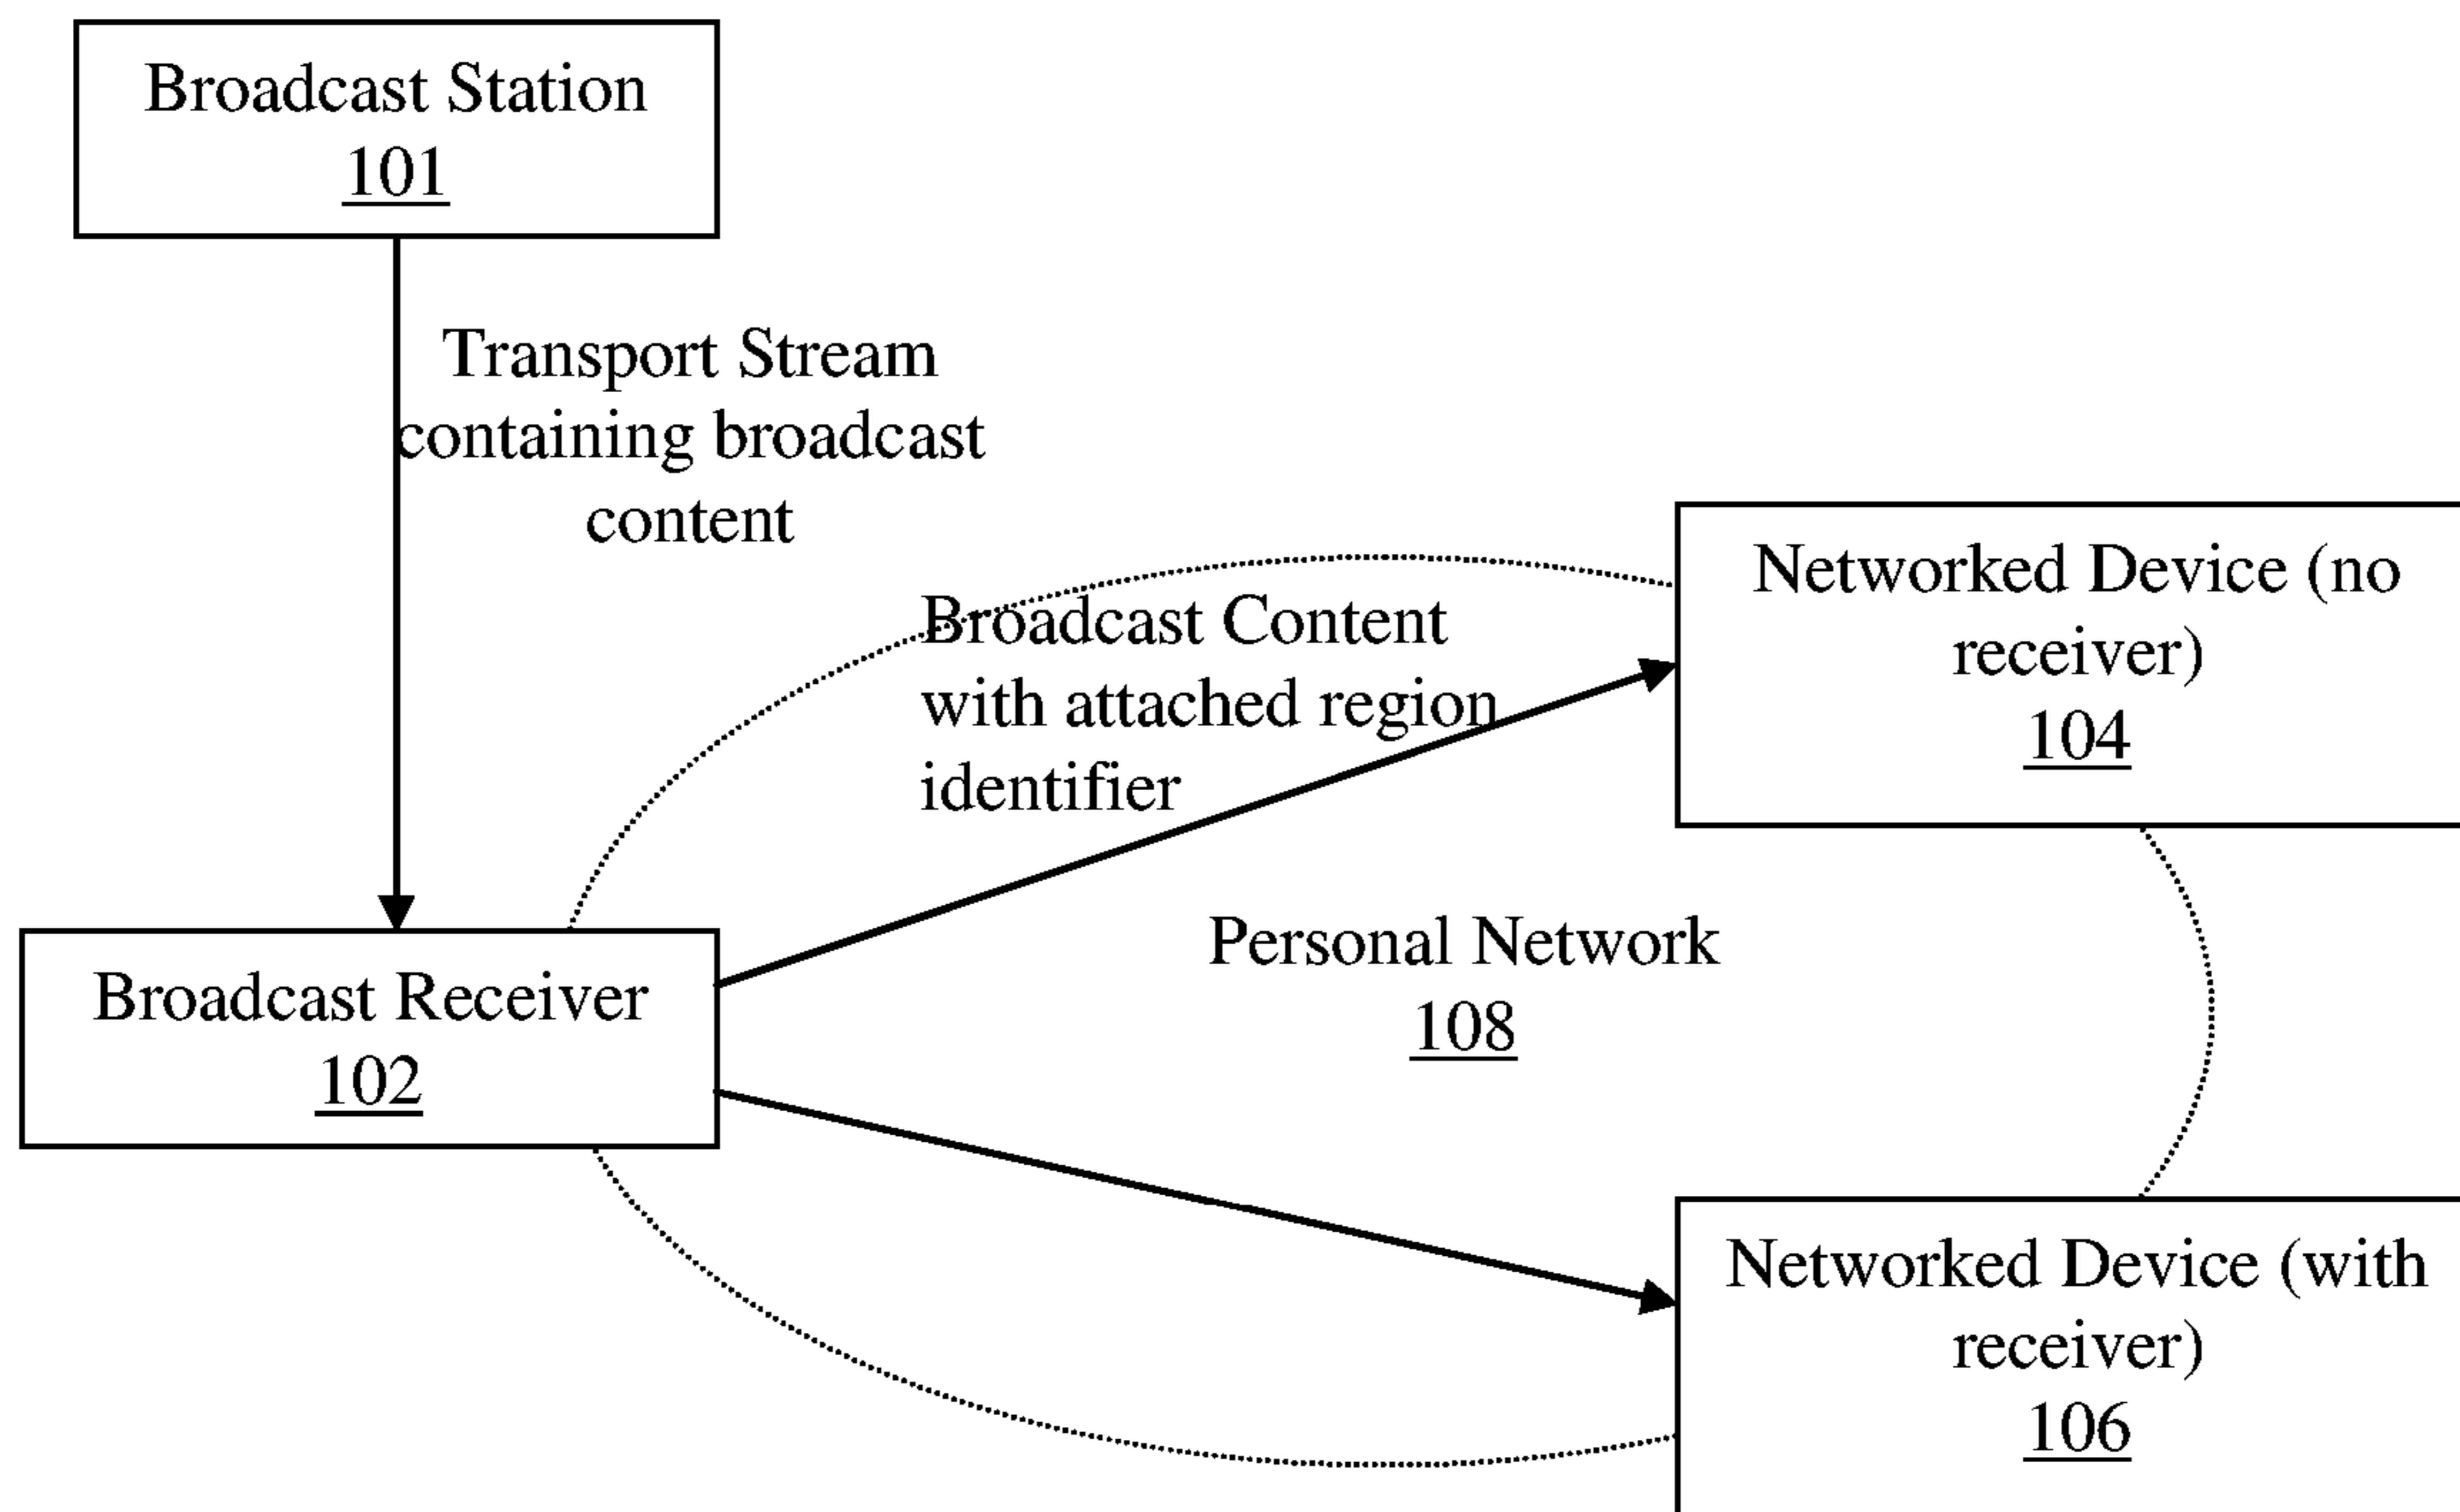 Broadcast Station
101
Transport Stream
containing broadcast
content
Broadcast Content
with attached region
identifier
Networked Device (no
receiver)
104
Personal Network
108
Broadcast Receiver
102
Networked Device (with
receiver)
106